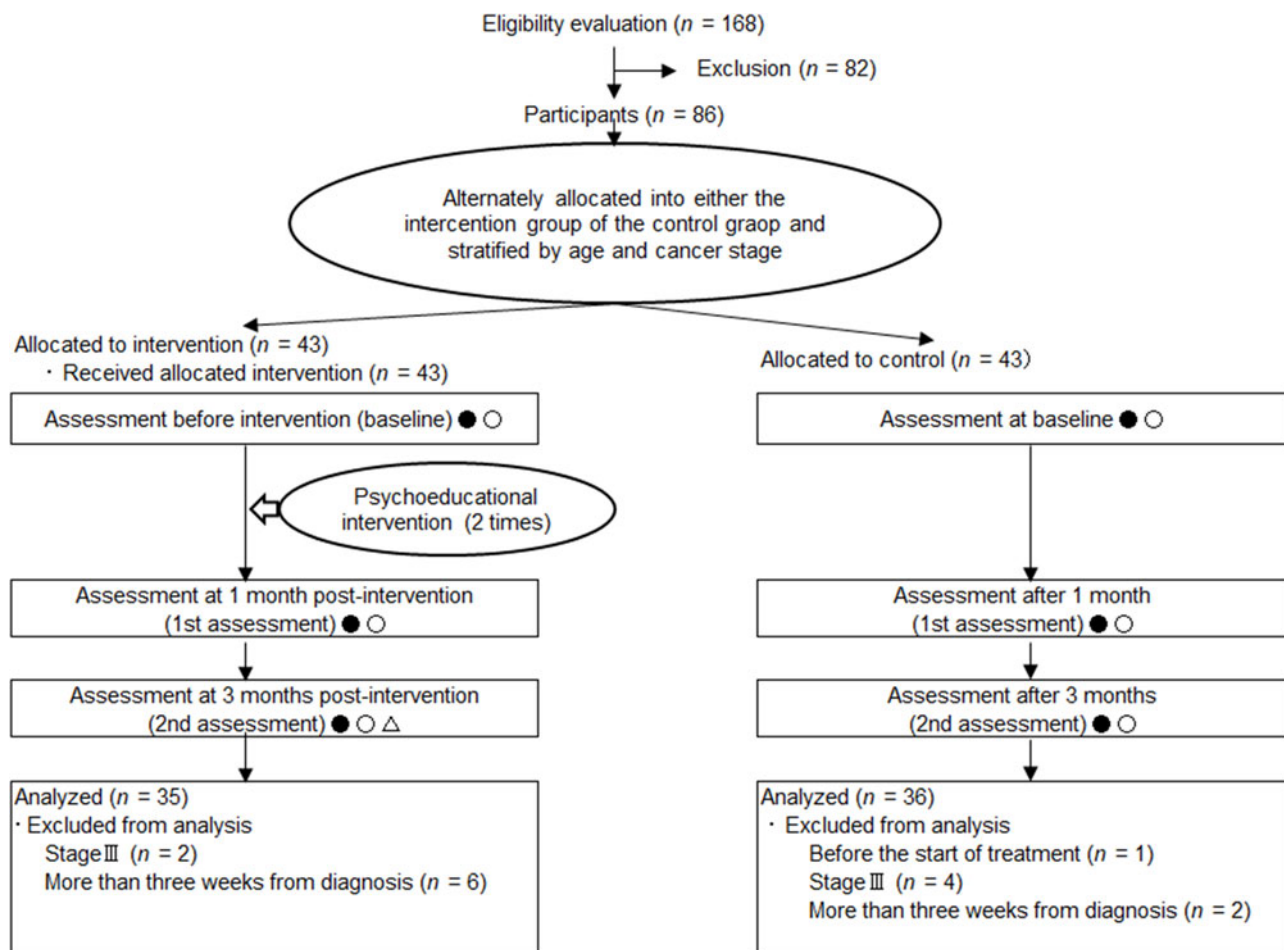 Eligibility evaluation (n = 168)
Exclusion (n = 82)
Participants (n = 86)
Alternately allocated into either the
intercention group of the control graop and
stratified by age and cancer stage
Allocated to intervention (n = 43)
・ Received allocated intervention (n = 43)
Assessment before intervention (baseline) ● ○
Psychoeducational
intervention (2 times)
Assessment at 1 month post-intervention
(1st assessment) ● ○
Assessment at 3 months post-intervention
(2nd assessment) ● ○ △
Analyzed (n = 35)
・ Excluded from analysis
Stage Ⅲ (n = 2)
More than three weeks from diagnosis (n = 6)
Allocated to control (n = 43)
Assessment at baseline ● ○
Assessment after 1 month
(1st assessment) ● ○
Assessment after 3 months
(2nd assessment) ● ○
Analyzed (n = 36)
・ Excluded from analysis
Before the start of treatment (n = 1)
Stage Ⅲ (n = 4)
More than three weeks from diagnosis (n = 2)